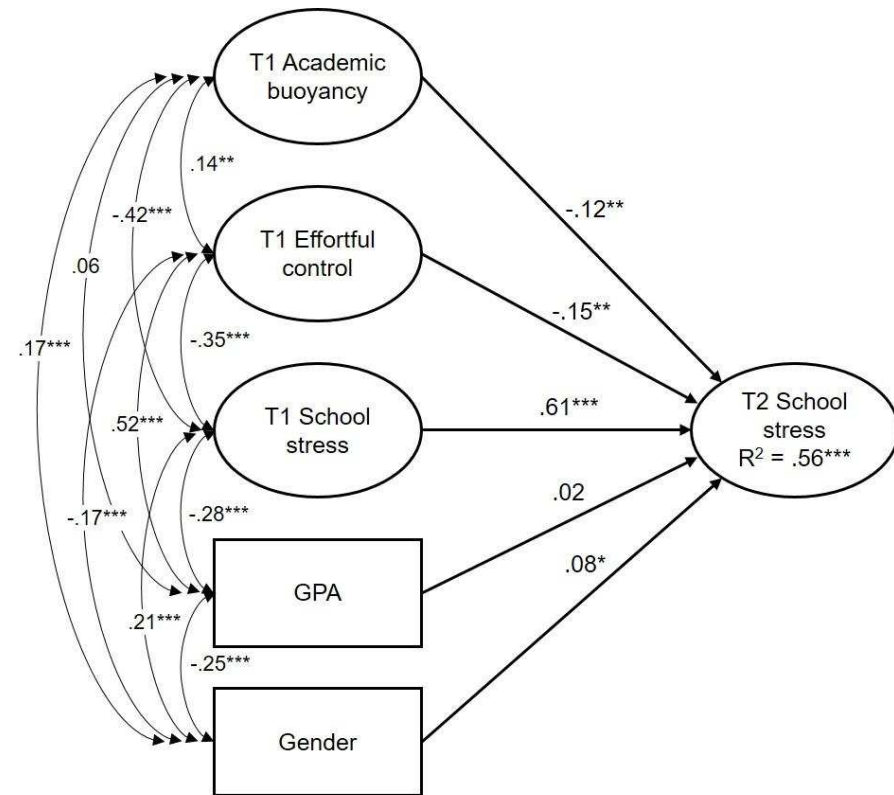 T1 Academic
buoyancy
.14**
-.42***
-.12**
T1 Effortful
control
.06
-.15**
.17***
-.35***
T1 School
stress
.52***
.61***
T2 School
stress
R² = .56***
-.17***
-.28***
.02
GPA
.08*
.21***
-.25***
Gender